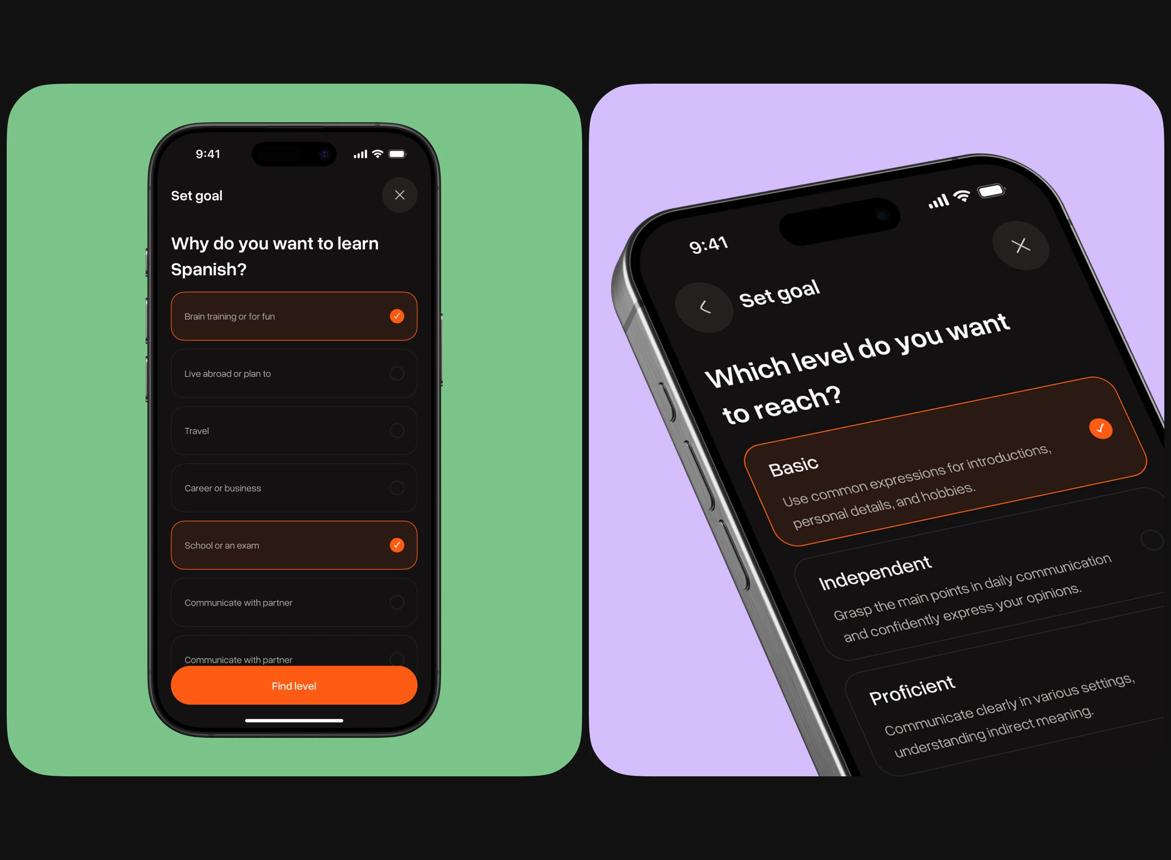 9:41
Set goal
Why do you want to learn
Spanish?
Brain training or for fun
Live abroad or plan to
Travel
Career or business
School or an exam
Communicate with partner
Communicate with partner
Find level
9:41
Set goal
Which level do you want
to reach?
Basic
Use common expressions for introductions,
personal details, and hobbies.
Independent
Grasp the main points in daily communication
and confidently express your opinions.
Proficient
Communicate clearly in various settings,
understanding indirect meaning.